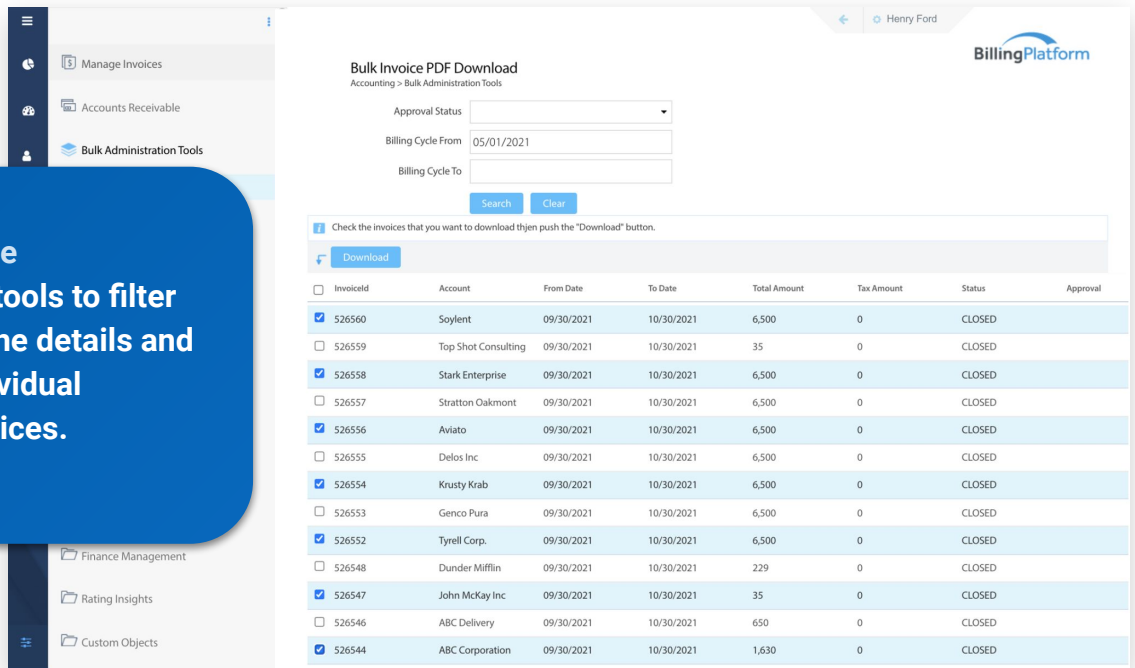 Henry Ford
BillingPlatform
Manage Invoices
Accounts Receivable
Bulk Administration Tools
tools to filter
details and
Finance Management
Rating Insights
Custom Objects
Bulk Invoice PDF Download
Accounting > Bulk Administration Tools
Approval Status
Billing Cycle From 05/01/2021
Billing Cycle To
Search Clear
Check the invoices that you want to download thjen push the "Download" button.
Download
InvoiceId Account From Date To Date Total Amount Tax Amount Status Approval
526560 Soylent 09/30/2021 10/30/2021 6,500 0 CLOSED
526559 Top Shot Consulting 09/30/2021 10/30/2021 35 0 CLOSED
526558 Stark Enterprise 09/30/2021 10/30/2021 6,500 0 CLOSED
526557 Stratton Oakmont 09/30/2021 10/30/2021 6,500 0 CLOSED
526556 Aviato 09/30/2021 10/30/2021 6,500 0 CLOSED
526555 Delos Inc 09/30/2021 10/30/2021 6,500 0 CLOSED
526554 Krusty Krab 09/30/2021 10/30/2021 6,500 0 CLOSED
526553 Genco Pura 09/30/2021 10/30/2021 6,500 0 CLOSED
526552 Tyrell Corp. 09/30/2021 10/30/2021 6,500 0 CLOSED
526548 Dunder Mifflin 09/30/2021 10/30/2021 229 0 CLOSED
526547 John McKay Inc 09/30/2021 10/30/2021 35 0 CLOSED
526546 ABC Delivery 09/30/2021 10/30/2021 650 0 CLOSED
526544 ABC Corporation 09/30/2021 10/30/2021 1,630 0 CLOSED